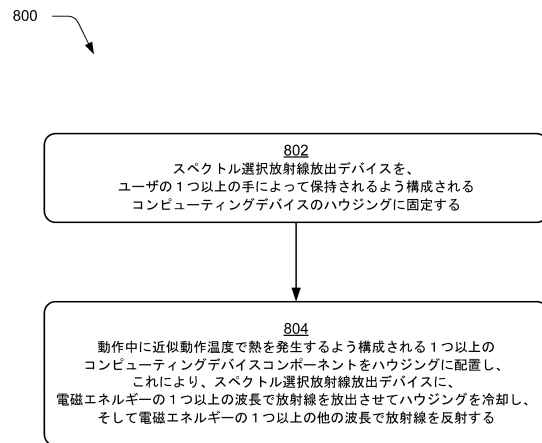 800
802
スペクトル選択放射線放出デバイスを、
ユーザの１つ以上の手によって保持されるよう構成される
コンピューティングデバイスのハウジングに固定する
804
動作中に近似動作温度で熱を発生するよう構成される１つ以上の
コンピューティングデバイスコンポーネントをハウジングに配置し、
これにより、スペクトル選択放射線放出デバイスに、
電磁エネルギーの１つ以上の波長で放射線を放出させてハウジングを冷却し、
そして電磁エネルギーの１つ以上の他の波長で放射線を反射する